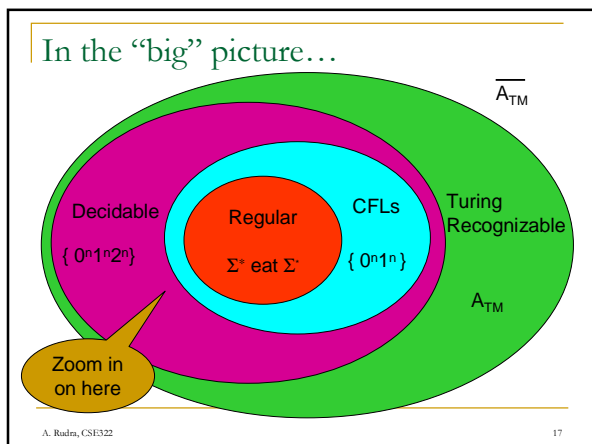 In the “big” picture…
A̅T̅M̅
Decidable
Regular
CFLs
Turing
Recognizable
{ 0ⁿ1ⁿ2ⁿ}
Σ* eat Σ*
{ 0ⁿ1ⁿ }
ATM
Zoom in
on here
A. Rudra, CSE322
17